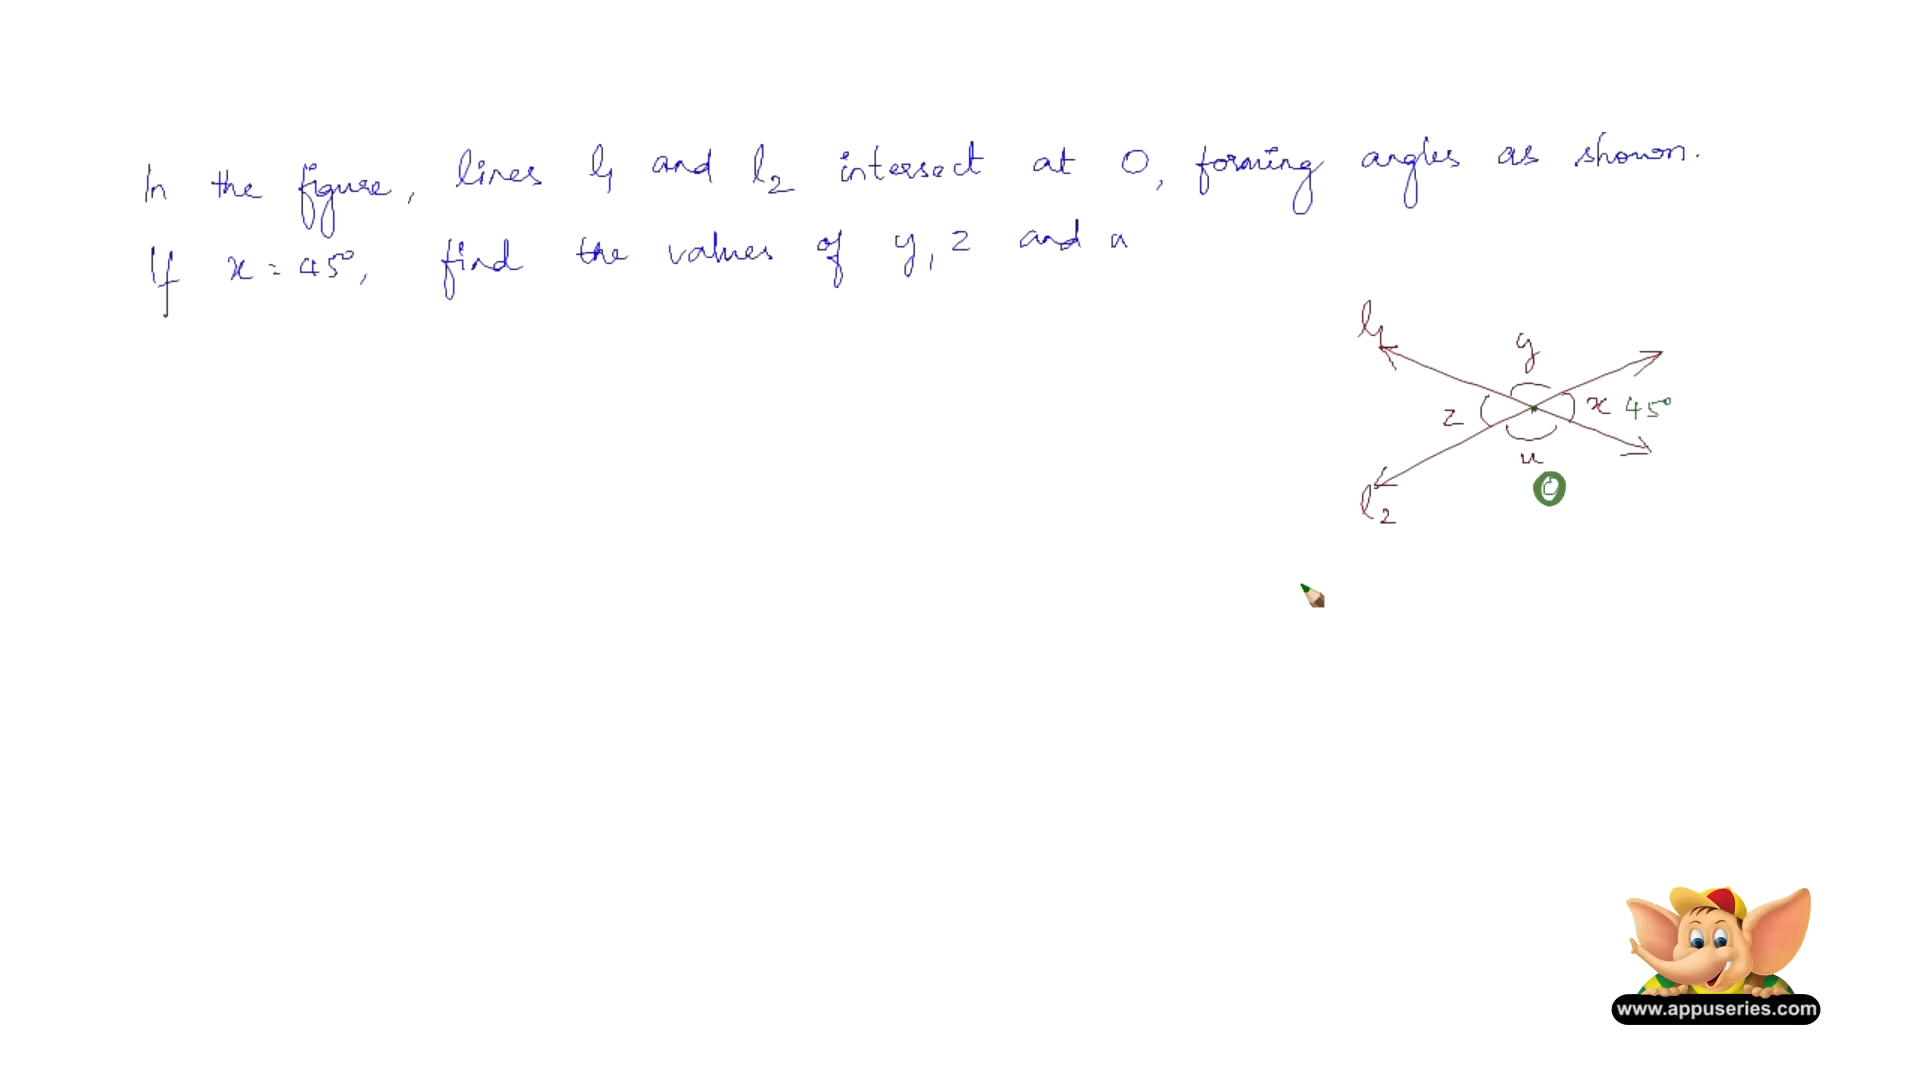 In the figure, lines l1 and l2 intersect at O, forming angles as shown.
If x = 45°, find the values of y, z and u
l1
y
z
x 45°
u
O
l2
www.appuseries.com